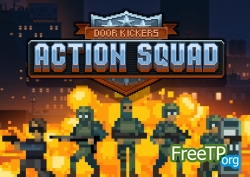 DOOR KICKERS
ACTION SQUAD
FreeTP
.org